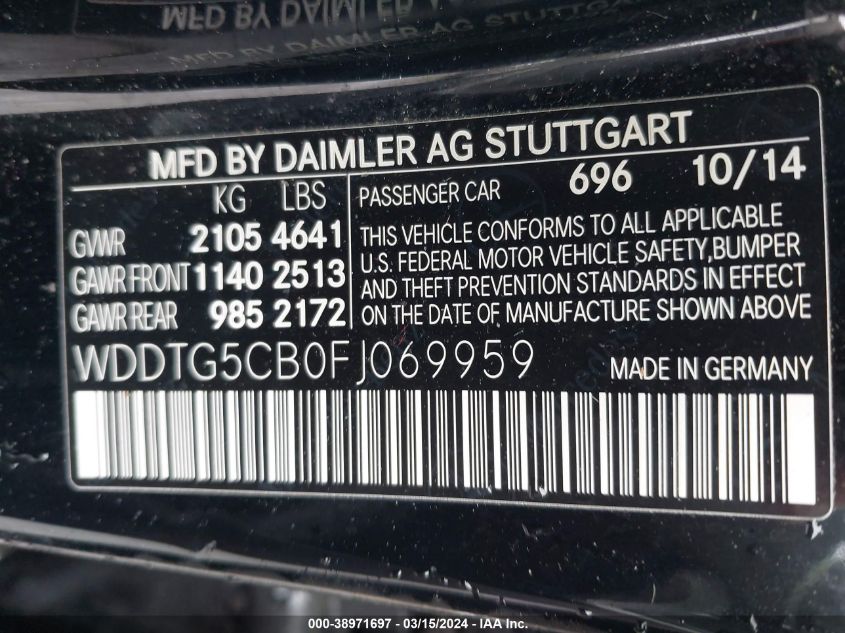 MFD BY DAIMLER AG STUTTGART
MFD BY DAIMLER AG STUTTGART
KG LBS
GVWR 2105 4641
GAWR FRONT 1140 2513
GAWR REAR 985 2172
PASSENGER CAR 696 10/14
THIS VEHICLE CONFORMS TO ALL APPLICABLE
U.S. FEDERAL MOTOR VEHICLE SAFETY, BUMPER
AND THEFT PREVENTION STANDARDS IN EFFECT
ON THE DATE OF MANUFACTURE SHOWN ABOVE
WDDTG5CB0FJ069959 MADE IN GERMANY
000-38971697 - 03/15/2024 - IAA Inc.